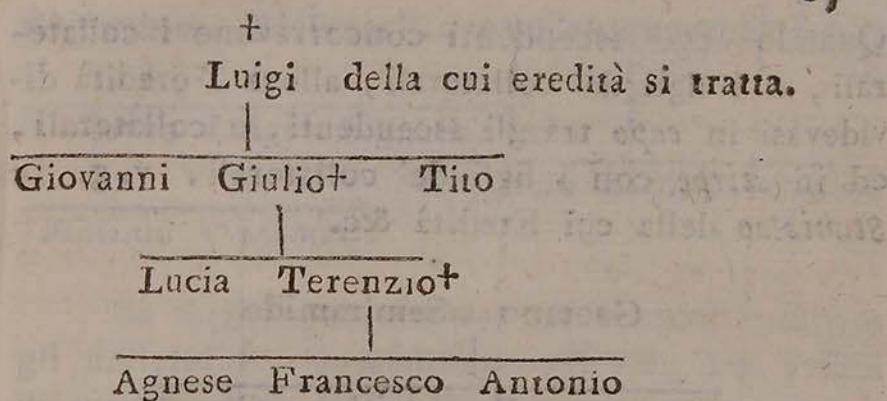 +
Luigi della cui eredità si tratta.
Giovanni Giulio+ Tito
Lucia Terenzio+
Agnese Francesco Antonio